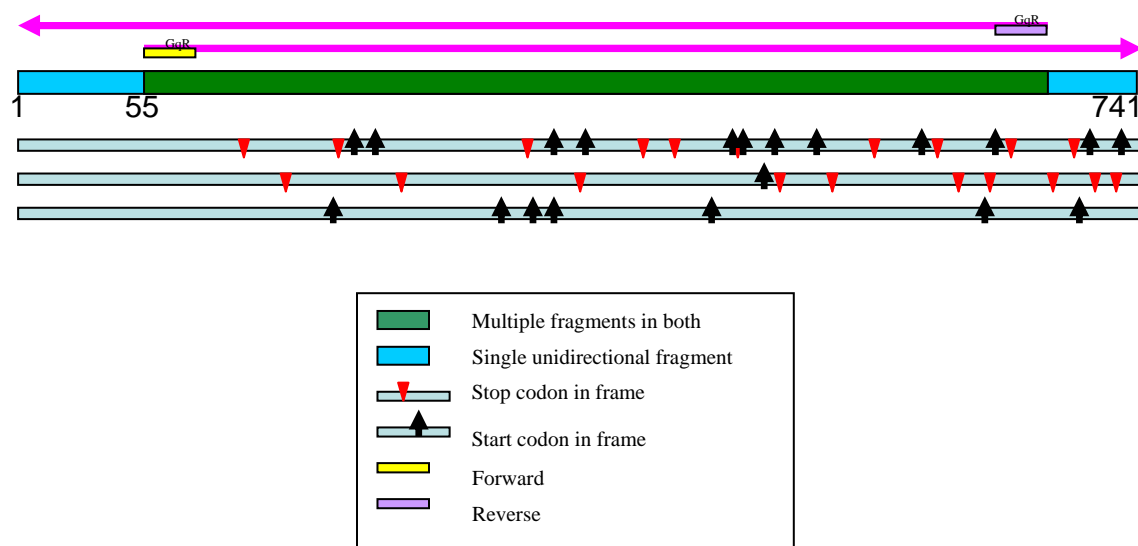 GqR
GqR
1 55 741
Multiple fragments in both
Single unidirectional fragment
Stop codon in frame
Start codon in frame
Forward
Reverse